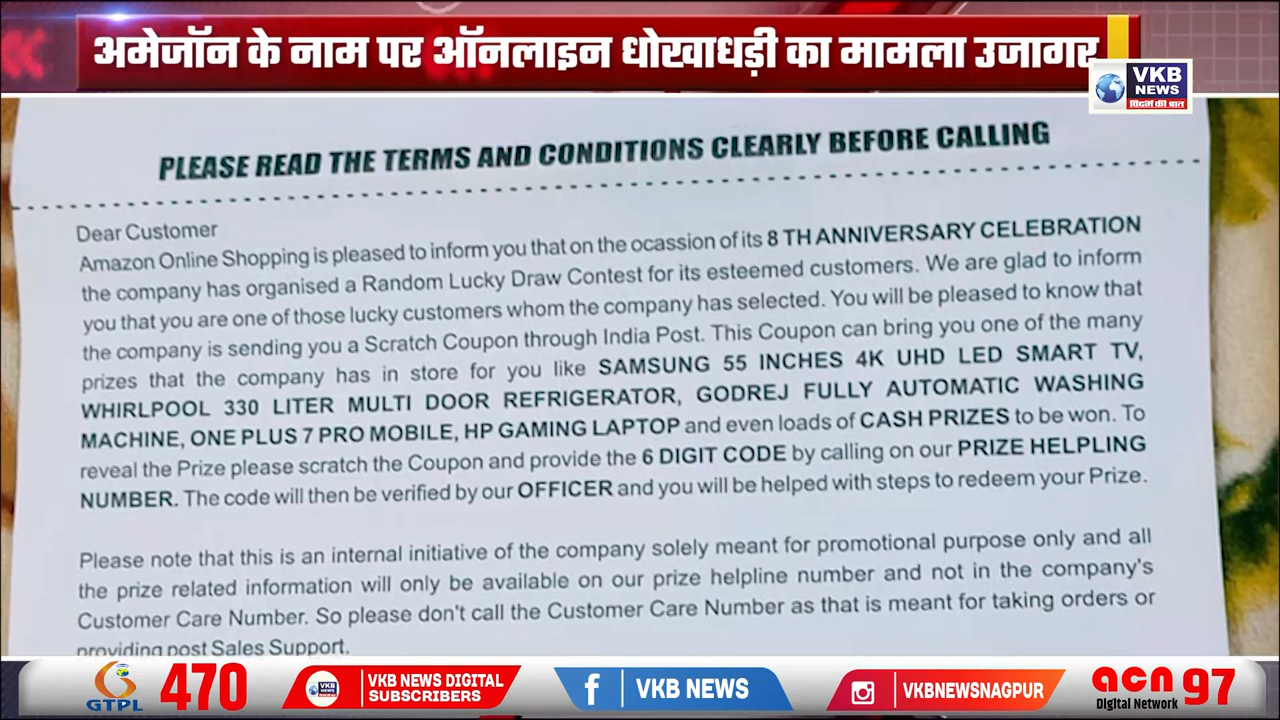 अमेजॉन के नाम पर ऑनलाइन धोखाधड़ी का मामला उजागर
VKB
NEWS
विदर्भ की बात
PLEASE READ THE TERMS AND CONDITIONS CLEARLY BEFORE CALLING
Dear Customer
Amazon Online Shopping is pleased to inform you that on the ocassion of its 8 TH ANNIVERSARY CELEBRATION
the company has organised a Random Lucky Draw Contest for its esteemed customers. We are glad to inform
you that you are one of those lucky customers whom the company has selected. You will be pleased to know that
the company is sending you a Scratch Coupon through India Post. This Coupon can bring you one of the many
prizes that the company has in store for you like SAMSUNG 55 INCHES 4K UHD LED SMART TV,
WHIRLPOOL 330 LITER MULTI DOOR REFRIGERATOR, GODREJ FULLY AUTOMATIC WASHING
MACHINE, ONE PLUS 7 PRO MOBILE, HP GAMING LAPTOP and even loads of CASH PRIZES to be won. To
reveal the Prize please scratch the Coupon and provide the 6 DIGIT CODE by calling on our PRIZE HELPLING
NUMBER. The code will then be verified by our OFFICER and you will be helped with steps to redeem your Prize.
Please note that this is an internal initiative of the company solely meant for promotional purpose only and all
the prize related information will only be available on our prize helpline number and not in the company's
Customer Care Number. So please don't call the Customer Care Number as that is meant for taking orders or
providing post Sales Support.
GTPL
470
VKB
NEWS
VKB NEWS DIGITAL
SUBSCRIBERS
f
VKB NEWS
VKBNEWSNAGPUR
acn 97
Digital Network